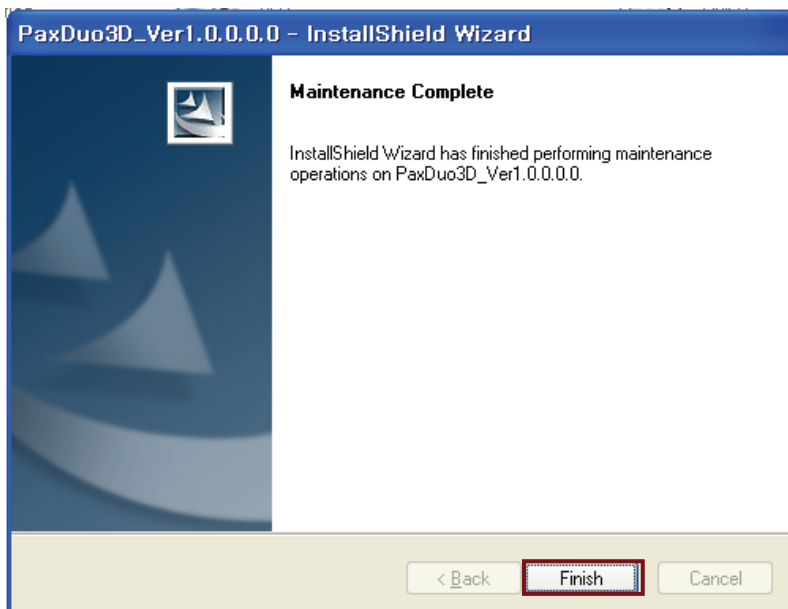 PaxDuo3D_Ver1.0.0.0.0 - InstallShield Wizard
Maintenance Complete
InstallShield Wizard has finished performing maintenance
operations on PaxDuo3D_Ver1.0.0.0.0.
< Back Finish Cancel